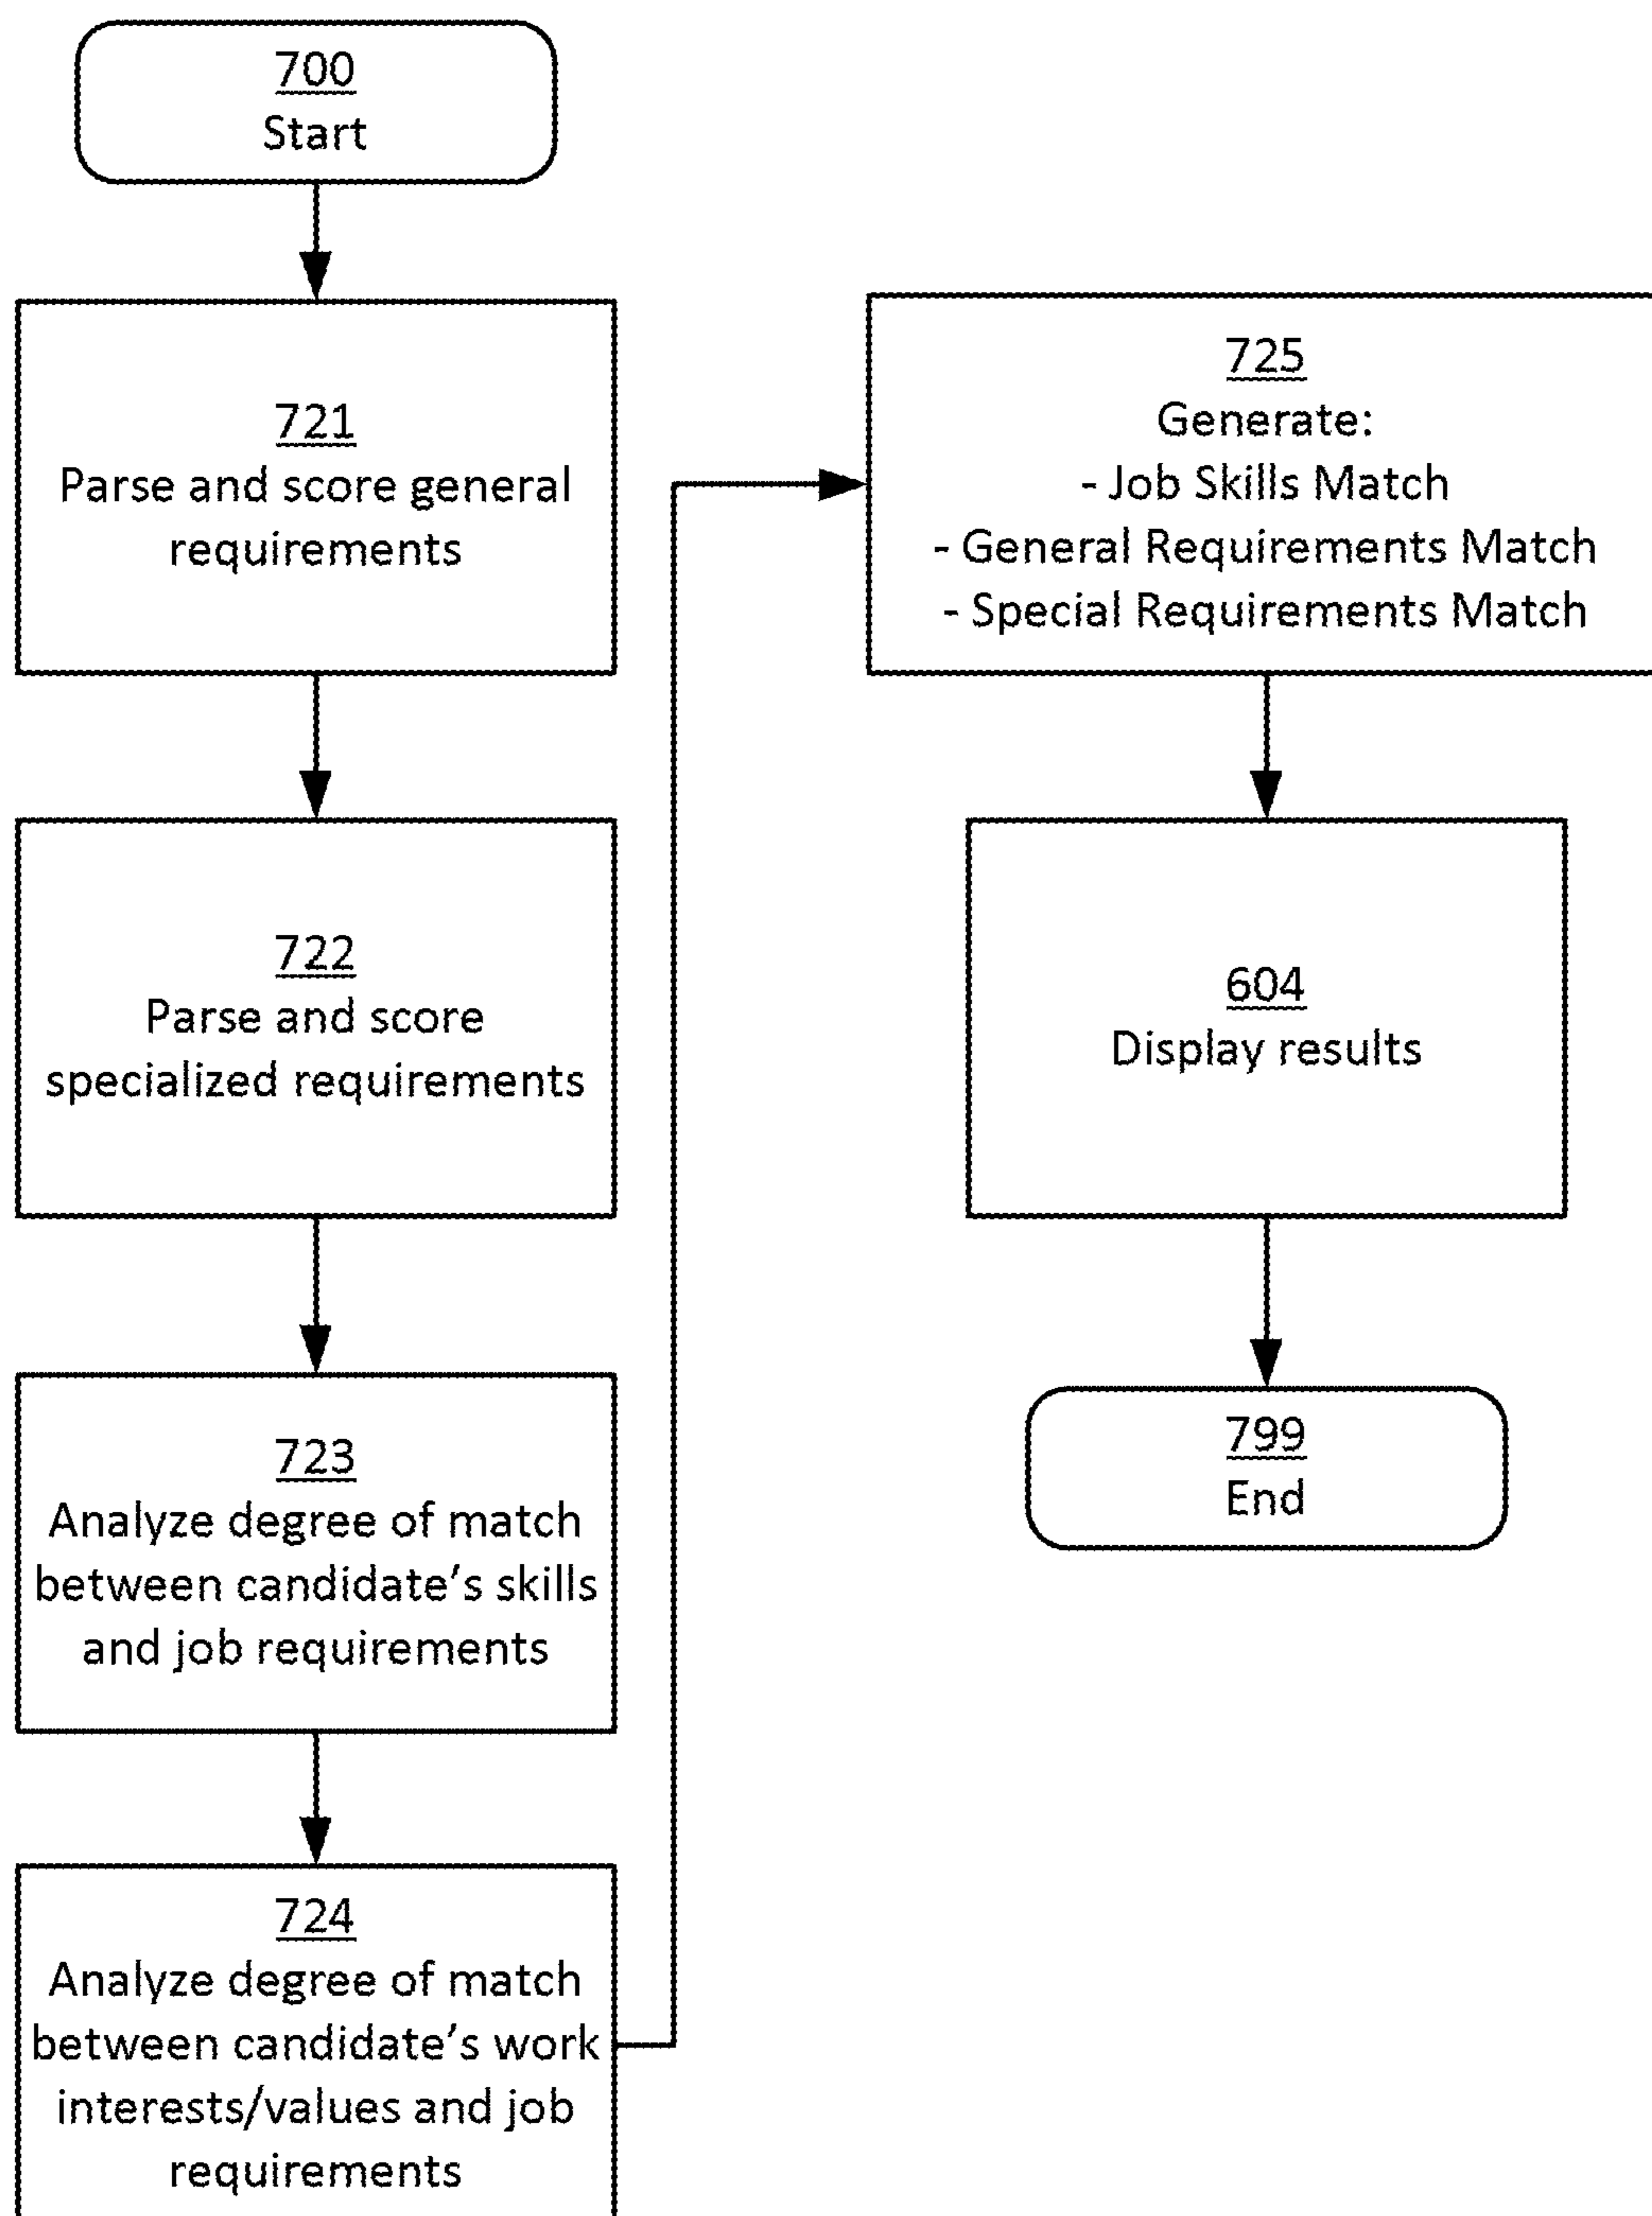 700
Start
721
Parse and score general
requirements
722
Parse and score
specialized requirements
723
Analyze degree of match
between candidate's skills
and job requirements
724
Analyze degree of match
between candidate's work
interests/values and job
requirements
725
Generate:
- Job Skills Match
- General Requirements Match
- Special Requirements Match
604
Display results
799
End